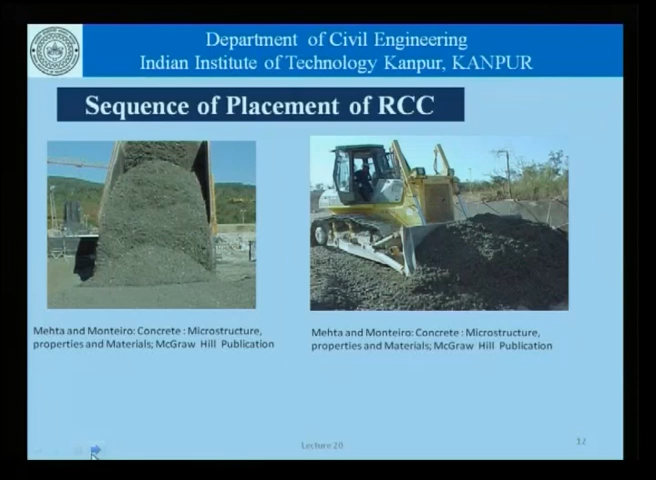 Department of Civil Engineering
Indian Institute of Technology Kanpur, KANPUR
Sequence of Placement of RCC
Mehta and Monteiro: Concrete : Microstructure,
properties and Materials; McGraw Hill Publication
Mehta and Monteiro: Concrete : Microstructure,
properties and Materials; McGraw Hill Publication
Lecture 20
12